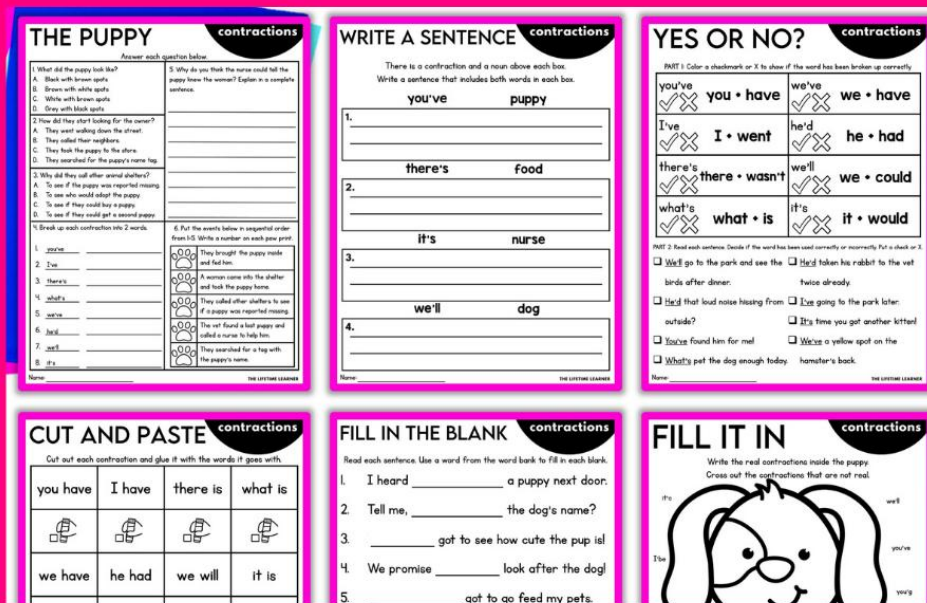 THE PUPPY
contractions
Answer each question below.
1. What did the puppy look like?
A. Black with brown spots
B. Brown with white spots
C. White with brown spots
D. Grey with black spots
2. How did they start looking for the owner?
A. They went walking down the street.
B. They called their neighbors.
C. They took the puppy to the store.
D. They searched for the puppy's name tag.
3. Why did they call other animal shelters?
A. To see if the puppy was reported missing.
B. To see who would adopt the puppy.
C. To see if they could buy a puppy.
D. To see if they could get a second puppy.
4. Break up each contraction into 2 words.
1. you've
2. I've
3. there's
4. what's
5. we've
6. he'd
7. we'll
8. it's
5. Why do you think the nurse could tell the
puppy knew the woman? Explain in a complete
sentence.
6. Put the events below in sequential order
from 1-5. Write a number on each paw print.
They brought the puppy inside
and fed him.
A woman came into the shelter
and took the puppy home.
They called other shelters to see
if a puppy was reported missing.
The vet found a lost puppy and
called a nurse to help him.
They searched for a tag with
the puppy's name.
Name:
THE LIFETIME LEARNER
WRITE A SENTENCE
contractions
There is a contraction and a noun above each box.
Write a sentence that includes both words in each box.
you've puppy
1.
there's food
2.
it's nurse
3.
we'll dog
4.
Name:
THE LIFETIME LEARNER
YES OR NO?
contractions
PART 1: Color a checkmark or X to show if the word has been broken up correctly
you've you + have
we've we + have
I've I + went
he'd he + had
there's there + wasn't
we'll we + could
what's what + is
it's it + would
PART 2: Read each sentence. Decide if the word has been used correctly or incorrectly. Put a check or X.
We'll go to the park and see the
birds after dinner.
He'd that loud noise hissing from
outside?
You've found him for me!
What's pet the dog enough today.
He'd taken his rabbit to the vet
twice already.
I've going to the park later.
It's time you got another kitten!
We've a yellow spot on the
hamster's back.
Name:
THE LIFETIME LEARNER
CUT AND PASTE
contractions
Cut out each contraction and glue it with the words it goes with.
you have I have there is what is
we have he had we will it is
FILL IN THE BLANK
contractions
Read each sentence. Use a word from the word bank to fill in each blank.
1. I heard ____________ a puppy next door.
2. Tell me, ____________ the dog's name?
3. ________ got to see how cute the pup is!
4. We promise ________ look after the dog!
5. ____________ got to go feed my pets.
FILL IT IN
contractions
Write the real contractions inside the puppy.
Cross out the contractions that are not real.
it's
we'll
I'be
you've
you'g